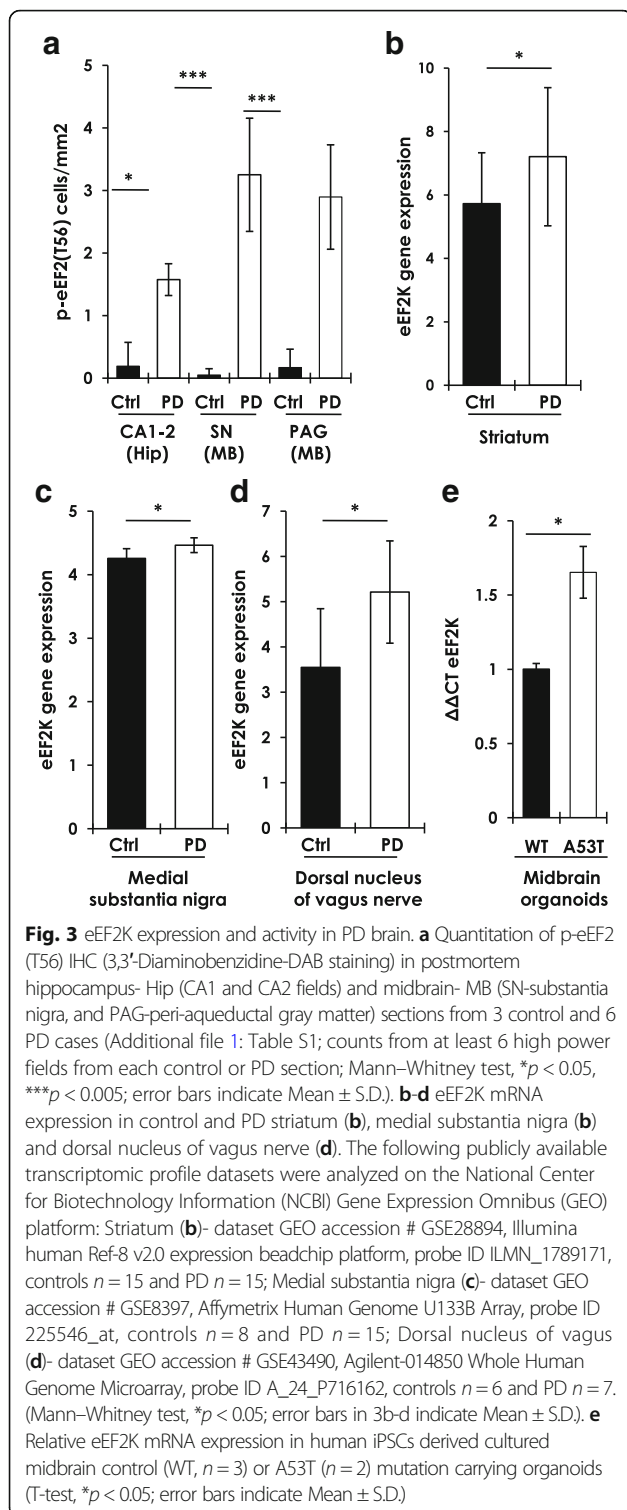 a
b
p-eEF2(T56) cells/mm2
5
4
3
2
1
0
*
***
***
Ctrl PD Ctrl PD Ctrl PD
CA1-2 SN PAG
(Hip) (MB) (MB)
eEF2K gene expression
10
8
6
4
2
0
*
Ctrl PD
Striatum
c
d
e
eEF2K gene expression
5
4
3
2
1
0
*
Ctrl PD
Medial
substantia nigra
eEF2K gene expression
7
6
5
4
3
2
1
0
*
Ctrl PD
Dorsal nucleus
of vagus nerve
ΔΔCT eEF2K
2
1.5
1
0.5
0
*
WT A53T
Midbrain
organoids
Fig. 3 eEF2K expression and activity in PD brain. a Quantitation of p-eEF2
(T56) IHC (3,3′-Diaminobenzidine-DAB staining) in postmortem
hippocampus- Hip (CA1 and CA2 fields) and midbrain- MB (SN-substantia
nigra, and PAG-peri-aqueductal gray matter) sections from 3 control and 6
PD cases (Additional file 1: Table S1; counts from at least 6 high power
fields from each control or PD section; Mann–Whitney test, *p < 0.05,
***p < 0.005; error bars indicate Mean ± S.D.). b-d eEF2K mRNA
expression in control and PD striatum (b), medial substantia nigra (b)
and dorsal nucleus of vagus nerve (d). The following publicly available
transcriptomic profile datasets were analyzed on the National Center
for Biotechnology Information (NCBI) Gene Expression Omnibus (GEO)
platform: Striatum (b)- dataset GEO accession # GSE28894, Illumina
human Ref-8 v2.0 expression beadchip platform, probe ID ILMN_1789171,
controls n = 15 and PD n = 15; Medial substantia nigra (c)- dataset GEO
accession # GSE8397, Affymetrix Human Genome U133B Array, probe ID
225546_at, controls n = 8 and PD n = 15; Dorsal nucleus of vagus
(d)- dataset GEO accession # GSE43490, Agilent-014850 Whole Human
Genome Microarray, probe ID A_24_P716162, controls n = 6 and PD n = 7.
(Mann–Whitney test, *p < 0.05; error bars in 3b-d indicate Mean ± S.D.). e
Relative eEF2K mRNA expression in human iPSCs derived cultured
midbrain control (WT, n = 3) or A53T (n = 2) mutation carrying organoids
(T-test, *p < 0.05; error bars indicate Mean ± S.D.)